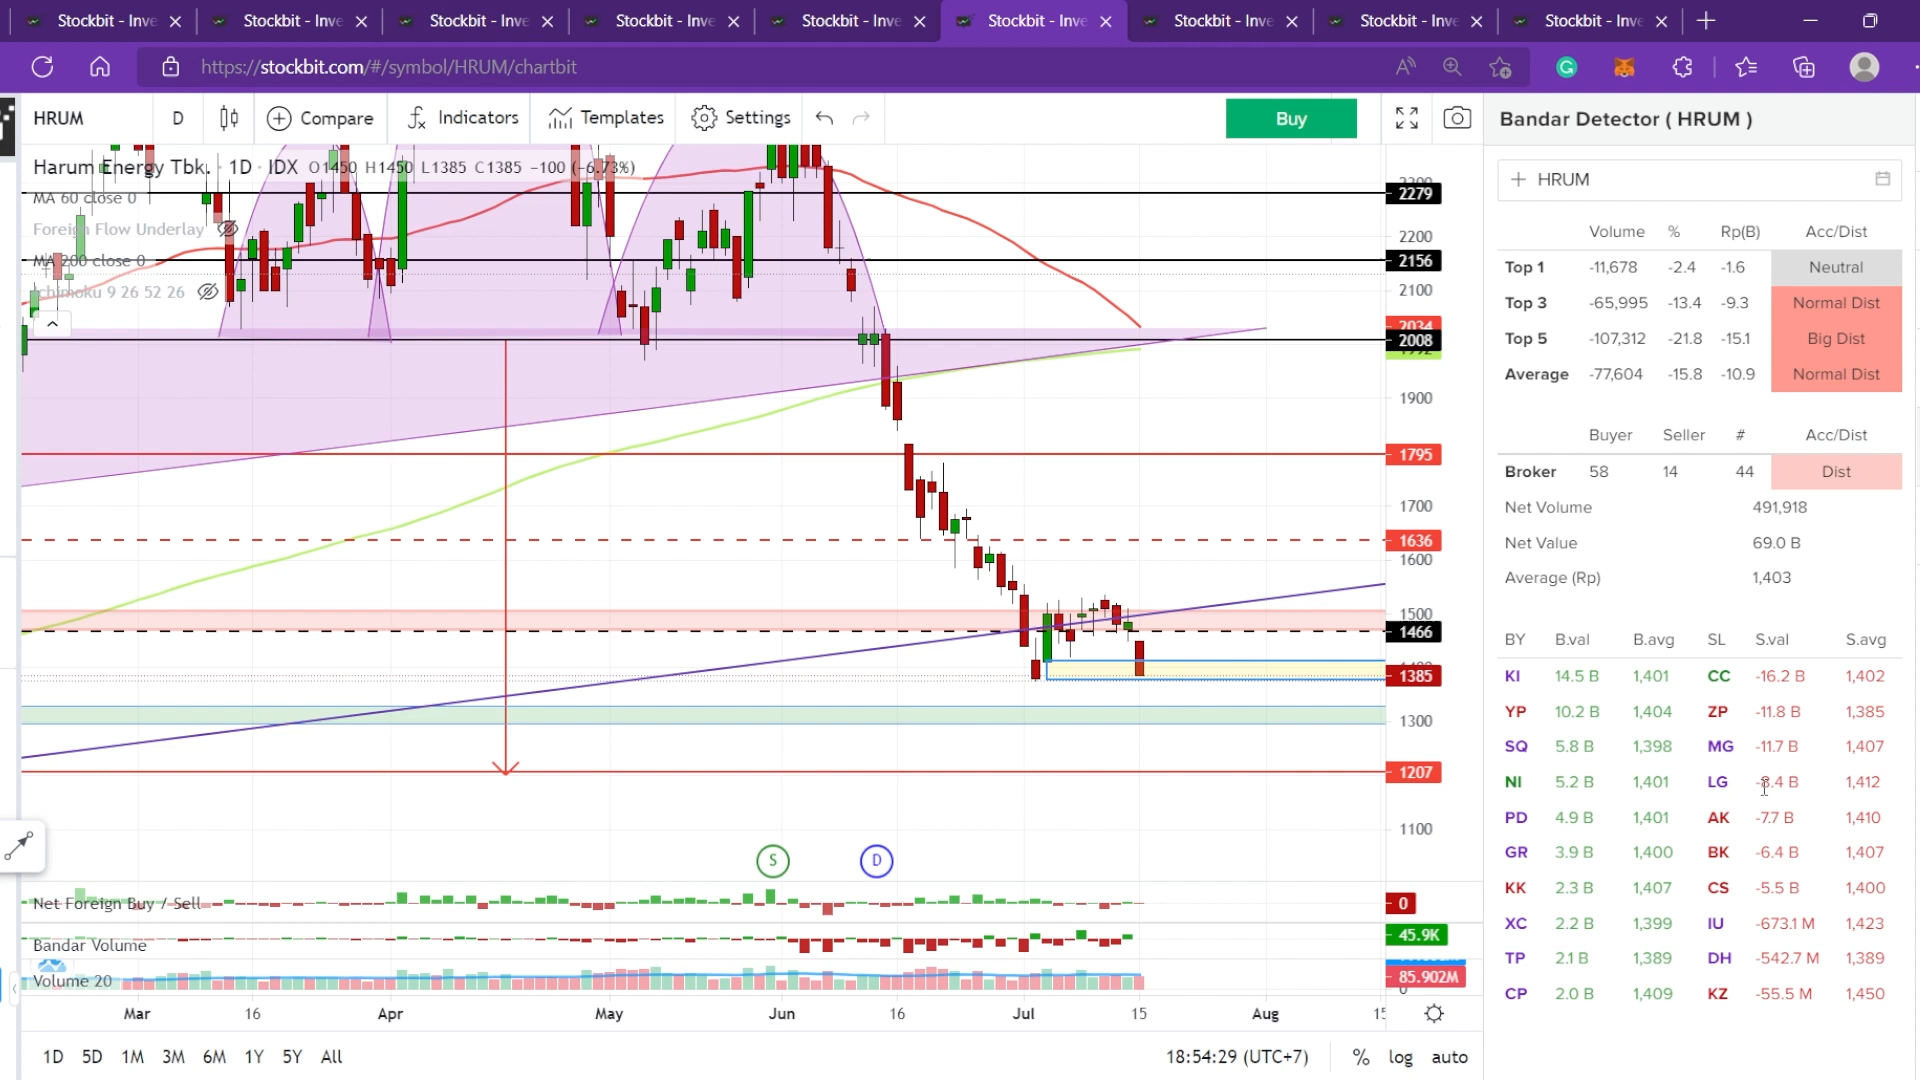 Stockbit - Inve Stockbit - Inve Stockbit - Inve Stockbit - Inve Stockbit - Inve Stockbit - Inve Stockbit - Inve Stockbit - Inve Stockbit - Inve
https://stockbit.com/#/symbol/HRUM/chartbit
HRUM D Compare Indicators Templates Settings Buy
Harum Energy Tbk. · 1D · IDX O1450 H1450 L1385 C1385 −100 (−6.73%)
MA 60 close 0
Foreign Flow Underlay
MA 200 close 0
Ichimoku 9 26 52 26
2279
2200
2156
2100
2034
2008
1900
1795
1700
1636
1600
1500
1466
1385
1300
1207
1100
S D
Net Foreign Buy / Sell 0
Bandar Volume 45.9K
Volume 20 85.902M
0
Mar 16 Apr May Jun 16 Jul 15 Aug 15
1D 5D 1M 3M 6M 1Y 5Y All 18:54:29 (UTC+7) % log auto
Bandar Detector ( HRUM )
HRUM
Volume % Rp(B) Acc/Dist
Top 1 -11,678 -2.4 -1.6 Neutral
Top 3 -65,995 -13.4 -9.3 Normal Dist
Top 5 -107,312 -21.8 -15.1 Big Dist
Average -77,604 -15.8 -10.9 Normal Dist
Buyer Seller # Acc/Dist
Broker 58 14 44 Dist
Net Volume 491,918
Net Value 69.0 B
Average (Rp) 1,403
BY B.val B.avg SL S.val S.avg
KI 14.5 B 1,401 CC -16.2 B 1,402
YP 10.2 B 1,404 ZP -11.8 B 1,385
SQ 5.8 B 1,398 MG -11.7 B 1,407
NI 5.2 B 1,401 LG -8.4 B 1,412
PD 4.9 B 1,401 AK -7.7 B 1,410
GR 3.9 B 1,400 BK -6.4 B 1,407
KK 2.3 B 1,407 CS -5.5 B 1,400
XC 2.2 B 1,399 IU -673.1 M 1,423
TP 2.1 B 1,389 DH -542.7 M 1,389
CP 2.0 B 1,409 KZ -55.5 M 1,450